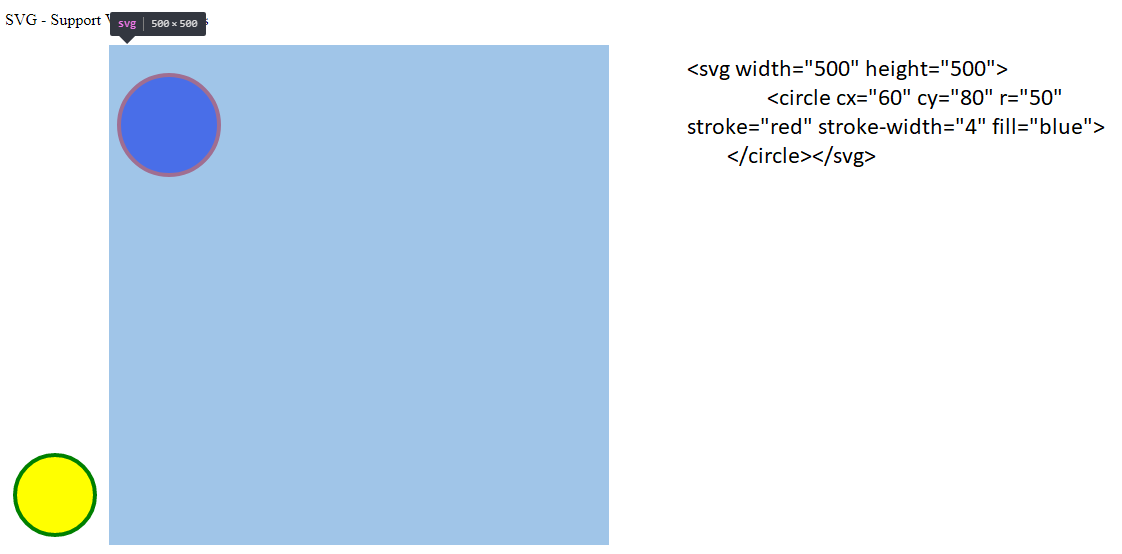 SVG - Support
svg | 500 × 500
<svg width="500" height="500">
<circle cx="60" cy="80" r="50"
stroke="red" stroke-width="4" fill="blue">
</circle></svg>